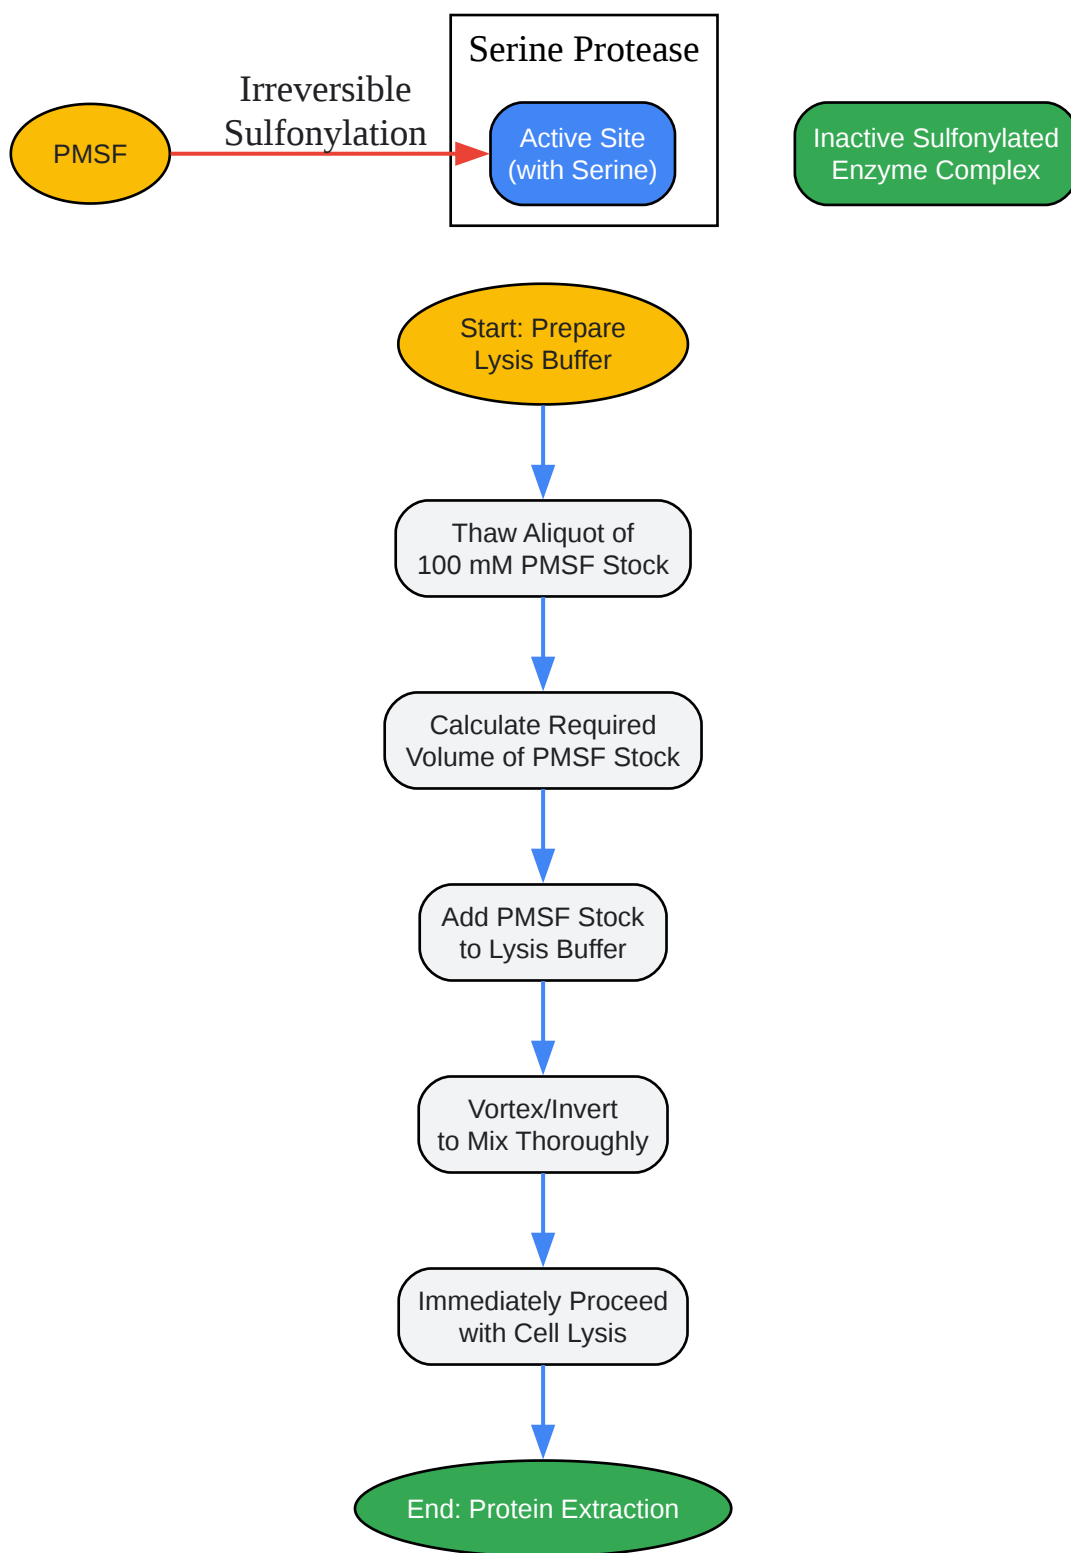 Serine Protease
Irreversible
Sulfonylation
PMSF
Active Site
(with Serine)
Inactive Sulfonylated
Enzyme Complex
Start: Prepare
Lysis Buffer
Thaw Aliquot of
100 mM PMSF Stock
Calculate Required
Volume of PMSF Stock
Add PMSF Stock
to Lysis Buffer
Vortex/Invert
to Mix Thoroughly
Immediately Proceed
with Cell Lysis
End: Protein Extraction